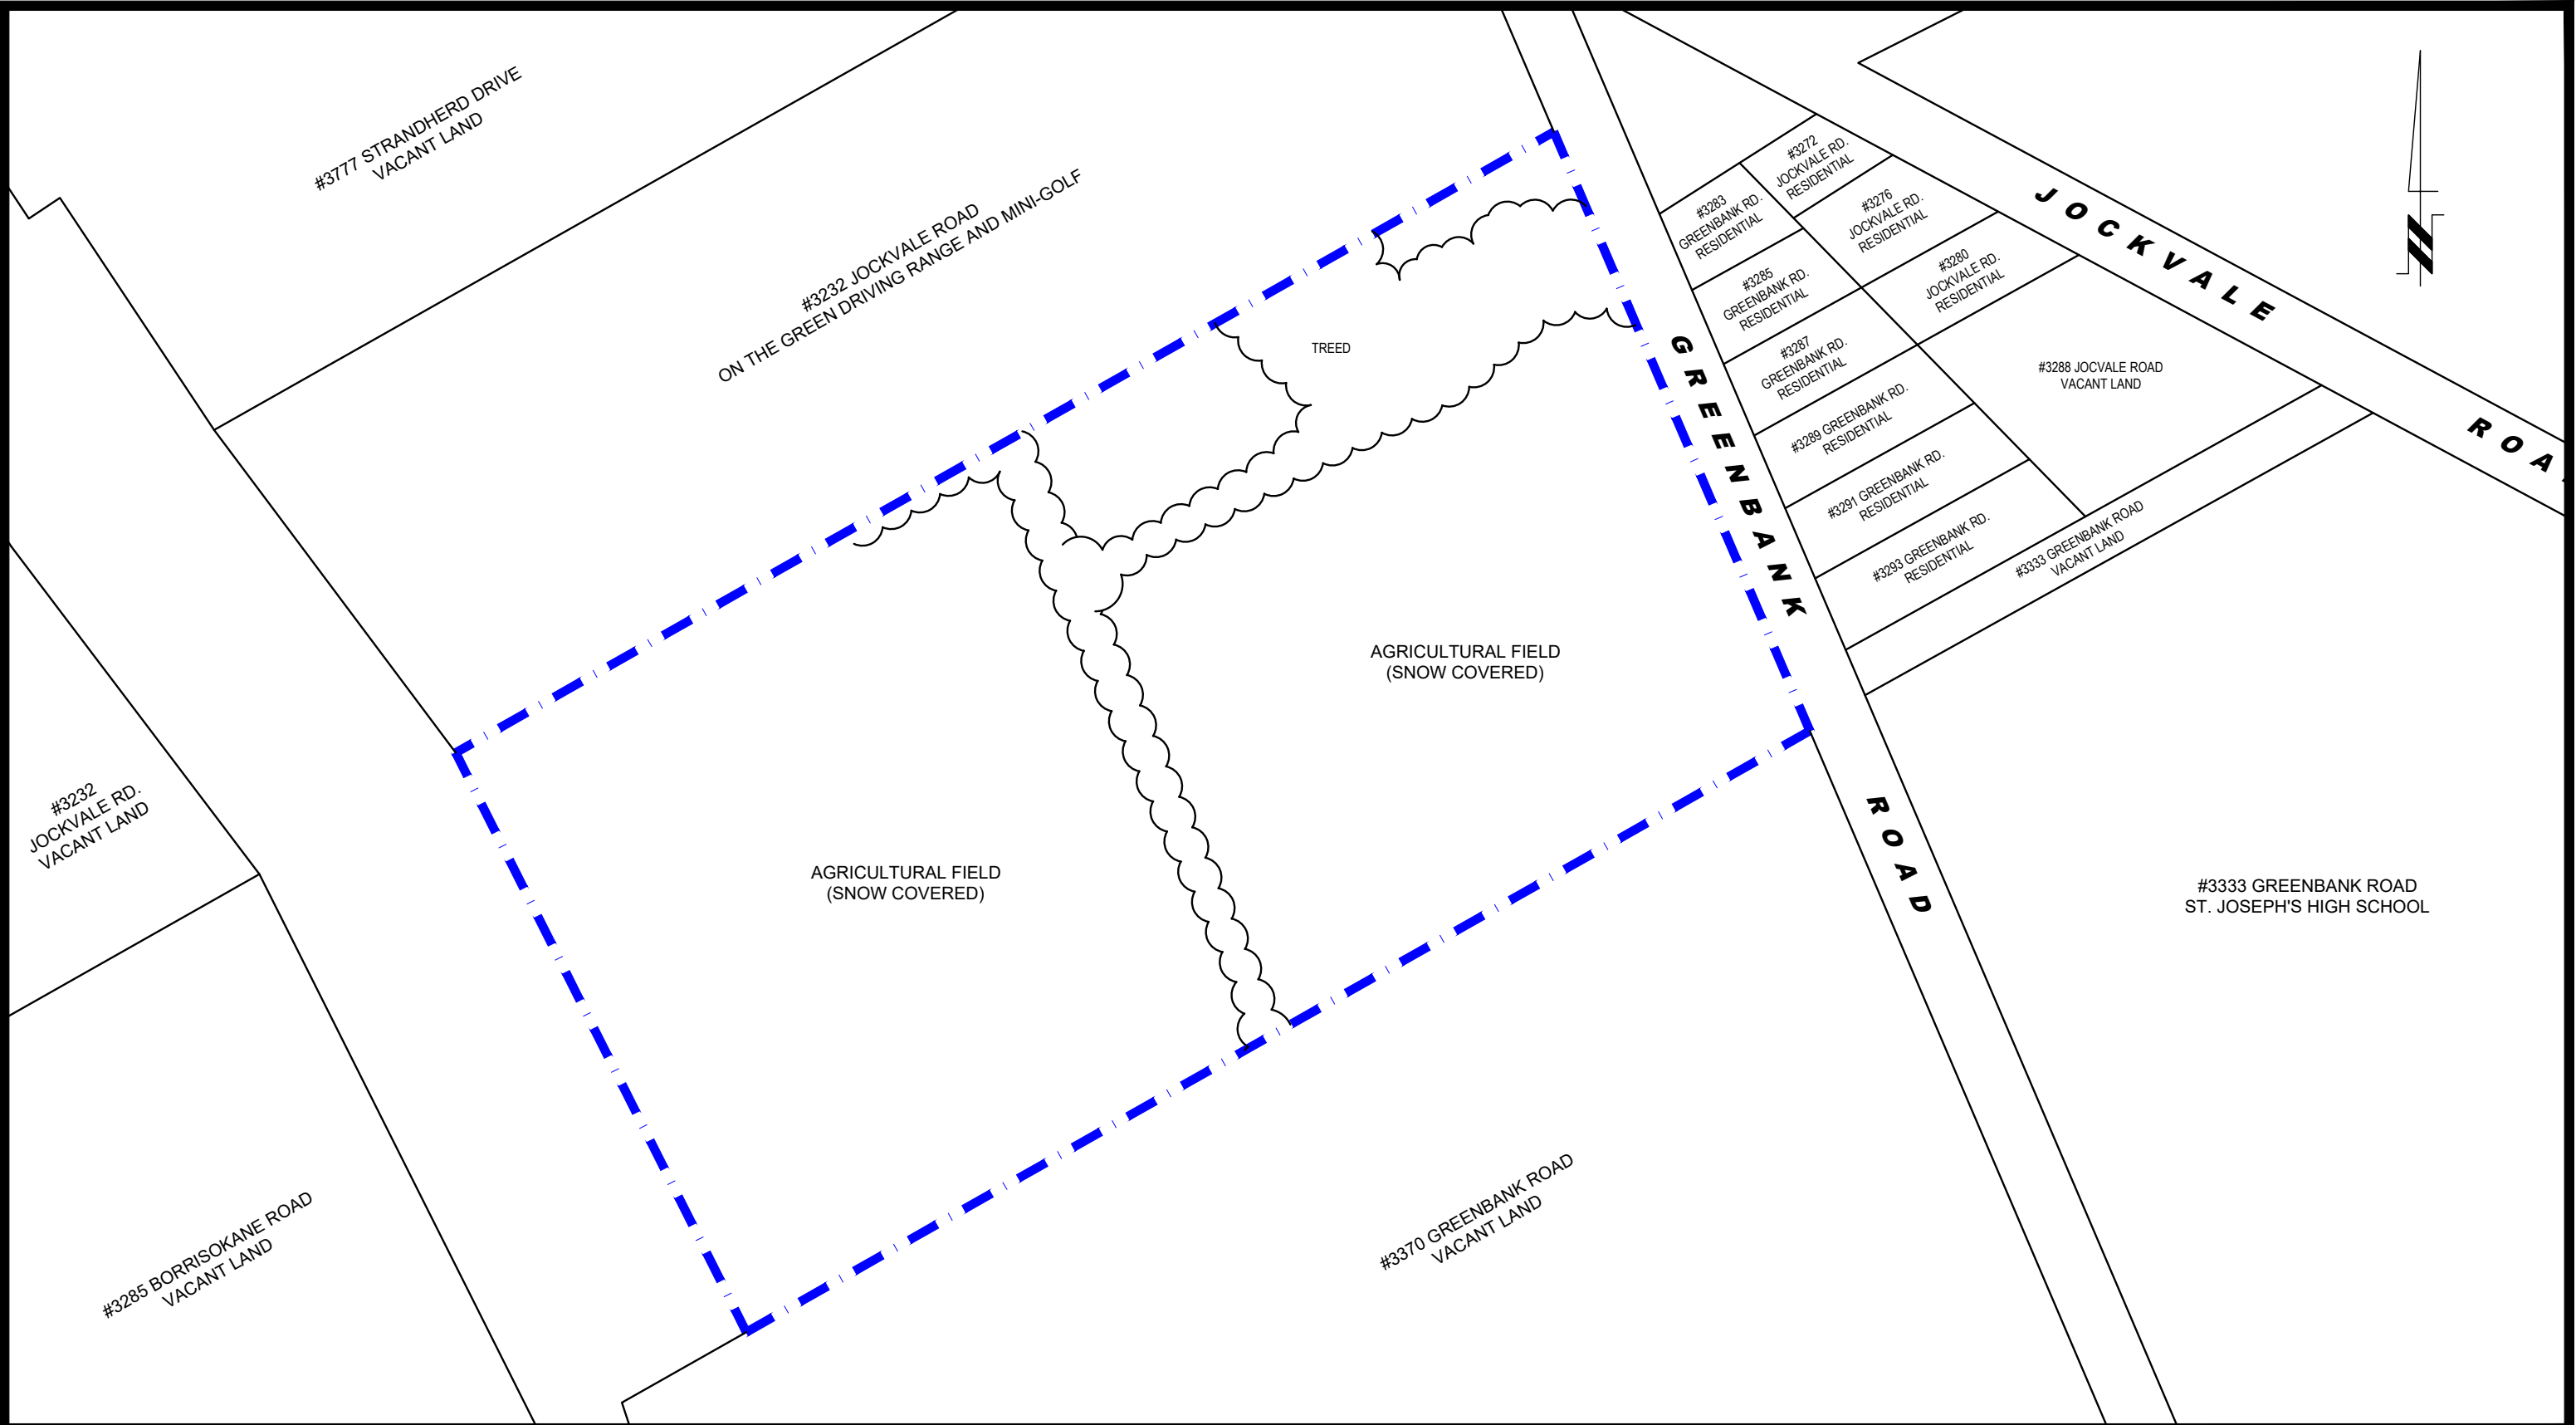 #3777 STRANDHERD DRIVE
VACANT LAND
#3232 JOCKVALE ROAD
ON THE GREEN DRIVING RANGE AND MINI-GOLF
TREED
#3272
JOCKVALE RD.
RESIDENTIAL
#3283
GREENBANK RD.
RESIDENTIAL
#3276
JOCKVALE RD.
RESIDENTIAL
#3285
GREENBANK RD.
RESIDENTIAL
#3280
JOCKVALE RD.
RESIDENTIAL
#3287
GREENBANK RD.
RESIDENTIAL
#3288 JOCVALE ROAD
VACANT LAND
#3289 GREENBANK RD.
RESIDENTIAL
#3291 GREENBANK RD.
RESIDENTIAL
#3293 GREENBANK RD.
RESIDENTIAL
#3333 GREENBANK ROAD
VACANT LAND
JOCKVALE ROA
GREENBANK ROAD
N
AGRICULTURAL FIELD
(SNOW COVERED)
#3232
JOCKVALE RD.
VACANT LAND
AGRICULTURAL FIELD
(SNOW COVERED)
#3333 GREENBANK ROAD
ST. JOSEPH'S HIGH SCHOOL
#3285 BORRISOKANE ROAD
VACANT LAND
#3370 GREENBANK ROAD
VACANT LAND